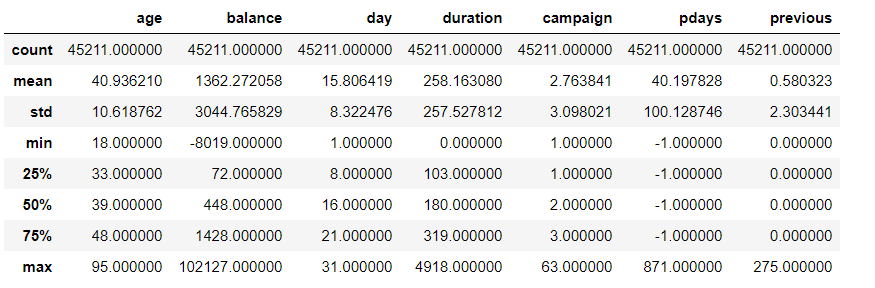 age balance day duration campaign pdays previous
count 45211.000000 45211.000000 45211.000000 45211.000000 45211.000000 45211.000000 45211.000000
mean 40.936210 1362.272058 15.806419 258.163080 2.763841 40.197828 0.580323
std 10.618762 3044.765829 8.322476 257.527812 3.098021 100.128746 2.303441
min 18.000000 -8019.000000 1.000000 0.000000 1.000000 -1.000000 0.000000
25% 33.000000 72.000000 8.000000 103.000000 1.000000 -1.000000 0.000000
50% 39.000000 448.000000 16.000000 180.000000 2.000000 -1.000000 0.000000
75% 48.000000 1428.000000 21.000000 319.000000 3.000000 -1.000000 0.000000
max 95.000000 102127.000000 31.000000 4918.000000 63.000000 871.000000 275.000000